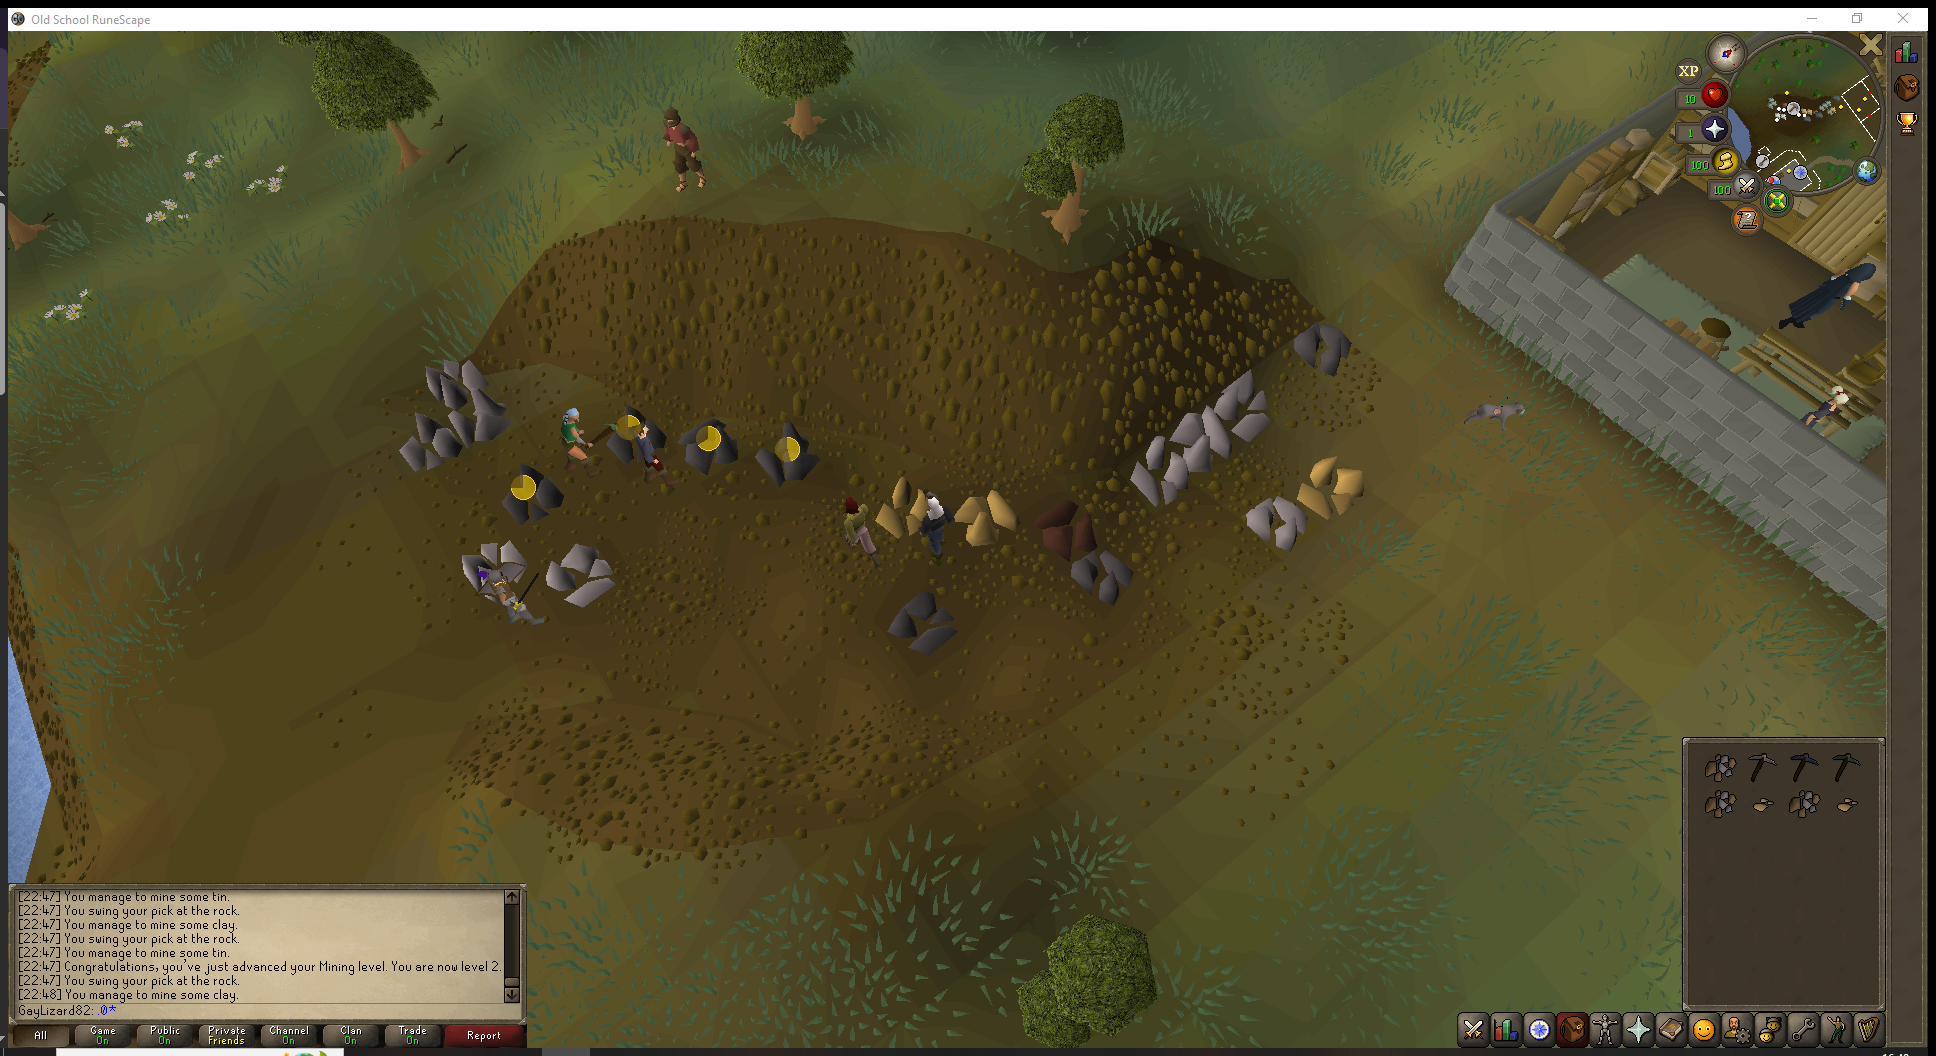 Old School RuneScape
XP
10
1
100
100
[22:47] You manage to mine some tin.
[22:47] You swing your pick at the rock.
[22:47] You manage to mine some clay.
[22:47] You swing your pick at the rock.
[22:47] You manage to mine some tin.
[22:47] Congratulations, you've just advanced your Mining level. You are now level 2.
[22:47] You swing your pick at the rock.
[22:48] You manage to mine some clay.
GayLizard82: .0*
All
Game
On
Public
On
Private
Friends
Channel
On
Clan
On
Trade
On
Report